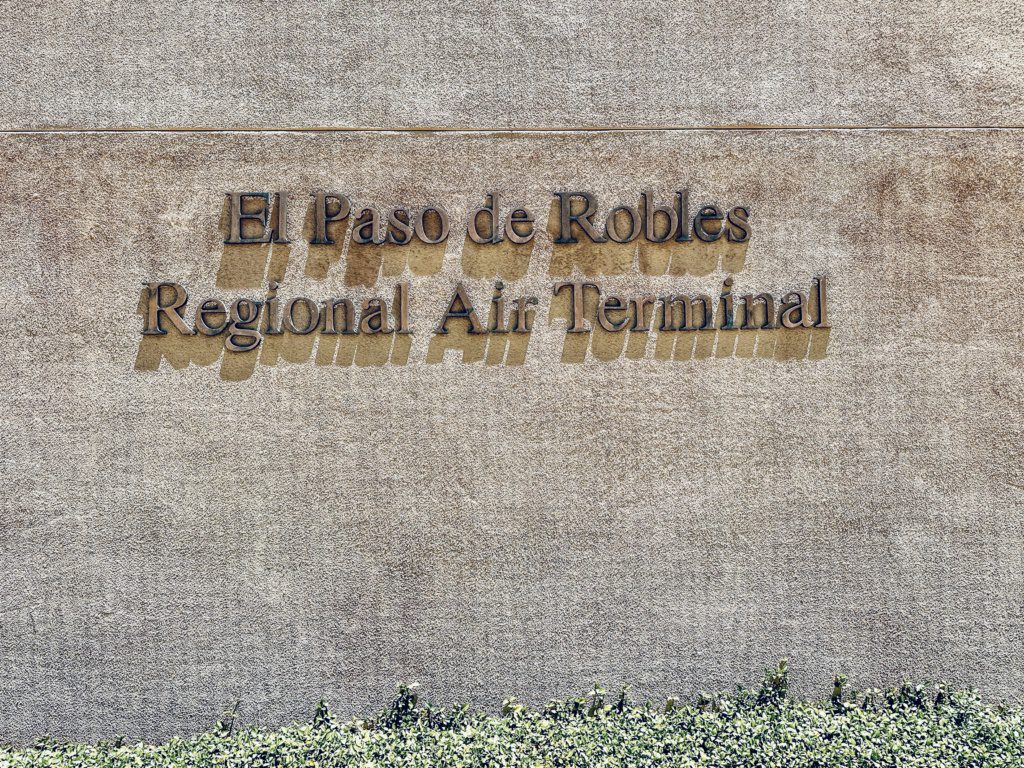 El Paso de Robles
Regional Air Terminal